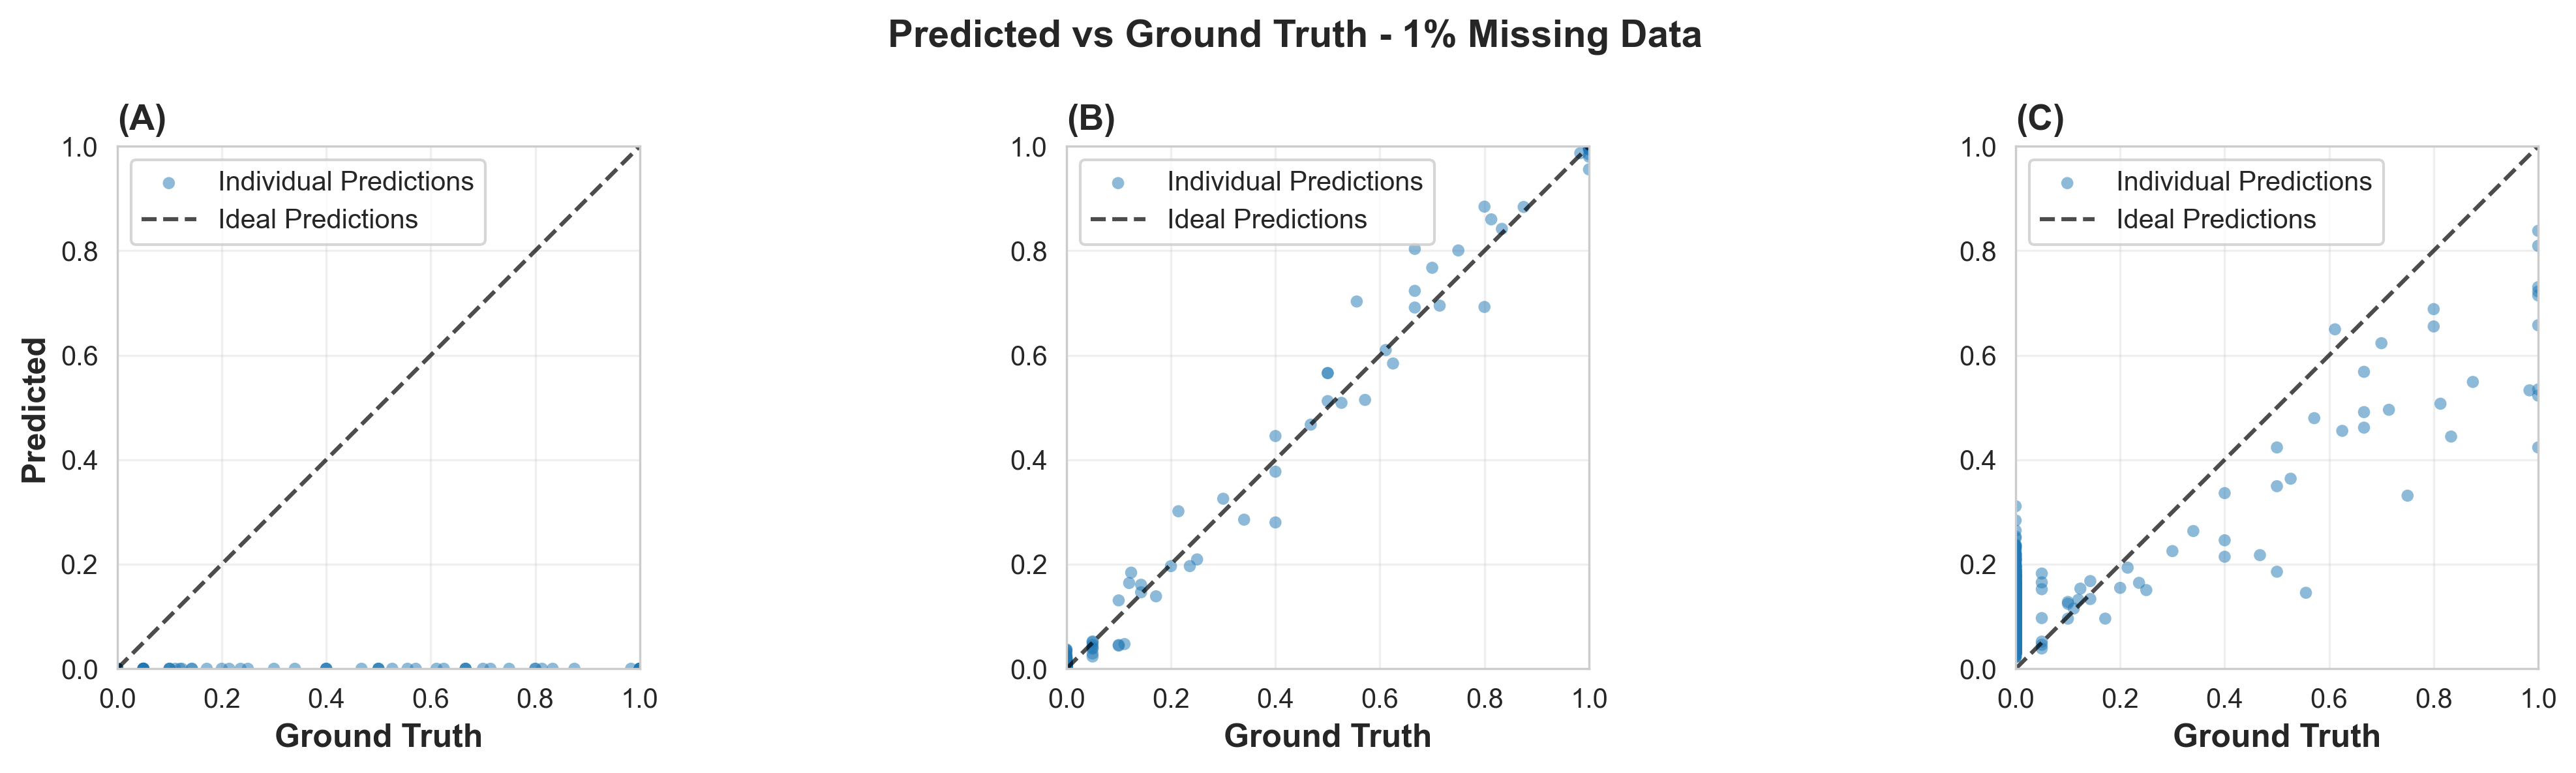 Predicted vs Ground Truth - 1% Missing Data
(A)
1.0
0.8
0.6
0.4
0.2
0.0
Predicted
Individual Predictions
Ideal Predictions
0.0 0.2 0.4 0.6 0.8 1.0
Ground Truth
(B)
1.0
0.8
0.6
0.4
0.2
0.0
Individual Predictions
Ideal Predictions
0.0 0.2 0.4 0.6 0.8 1.0
Ground Truth
(C)
1.0
0.8
0.6
0.4
0.2
0.0
Individual Predictions
Ideal Predictions
0.0 0.2 0.4 0.6 0.8 1.0
Ground Truth